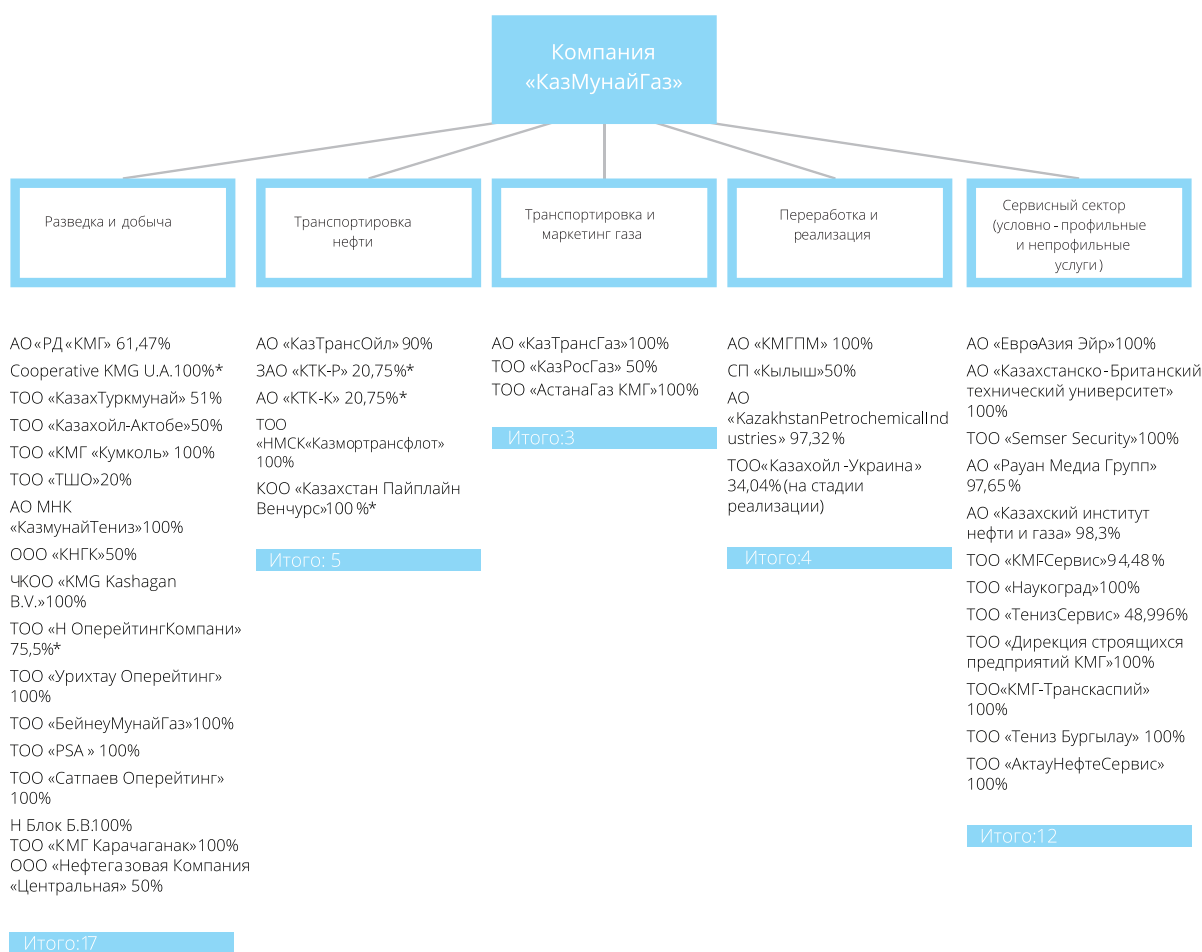 Компания
«КазМунайГаз»
Разведка и добыча
Транспортировка
нефти
Транспортировка и
маркетинг газа
Переработка и
реализация
Сервисный сектор
(условно - профильные
и непрофильные
услуги )
АО «РД «КМГ» 61,47%
Cooperative KMG U.A.100%*
ТОО «КазахТуркмунай» 51%
ТОО «Казахойл-Актобе»50%
ТОО «КМГ «Кумколь» 100%
ТОО «ТШО»20%
АО МНК
«КазмунайТениз»100%
ООО «КНГК»50%
ЧКОО «KMG Kashagan
B.V.»100%
ТОО «Н ОперейтингКомпани»
75,5%*
ТОО «Урихтау Оперейтинг»
100%
ТОО «БейнеуМунайГаз»100%
ТОО «PSA » 100%
ТОО «Сатпаев Оперейтинг»
100%
Н Блок Б.В.100%
ТОО «КМГ Карачаганак»100%
ООО «Нефтегазовая Компания
«Центральная» 50%
Итого:17
АО «КазТрансОйл» 90%
ЗАО «КТК-Р» 20,75%*
АО «КТК-К» 20,75%*
ТОО
«НМСК«Казмортрансфлот»
100%
КОО «Казахстан Пайплайн
Венчурс»100 %*
Итого: 5
АО «КазТрансГаз»100%
ТОО «КазРосГаз» 50%
ТОО «АстанаГаз КМГ»100%
Итого:3
АО «КМГПМ» 100%
СП «Кылыш»50%
АО
«KazakhstanPetrochemicalInd
ustries» 97,32%
ТОО«Казахойл -Украина»
34,04%(на стадии
реализации)
Итого:4
АО «ЕвроАзия Эйр»100%
АО «Казахстанско-Британский
технический университет»
100%
ТОО «Semser Security»100%
АО «Рауан Медиа Групп»
97,65%
АО «Казахский институт
нефти и газа» 98,3%
ТОО «КМГСервис»94,48%
ТОО «Наукоград»100%
ТОО «ТенизСервис» 48,996%
ТОО «Дирекция строящихся
предприятий КМГ»100%
ТОО«КМГ-Транскаспий»
100%
ТОО «Тениз Бургылау» 100%
ТОО «АктауНефтеСервис»
100%
Итого:12